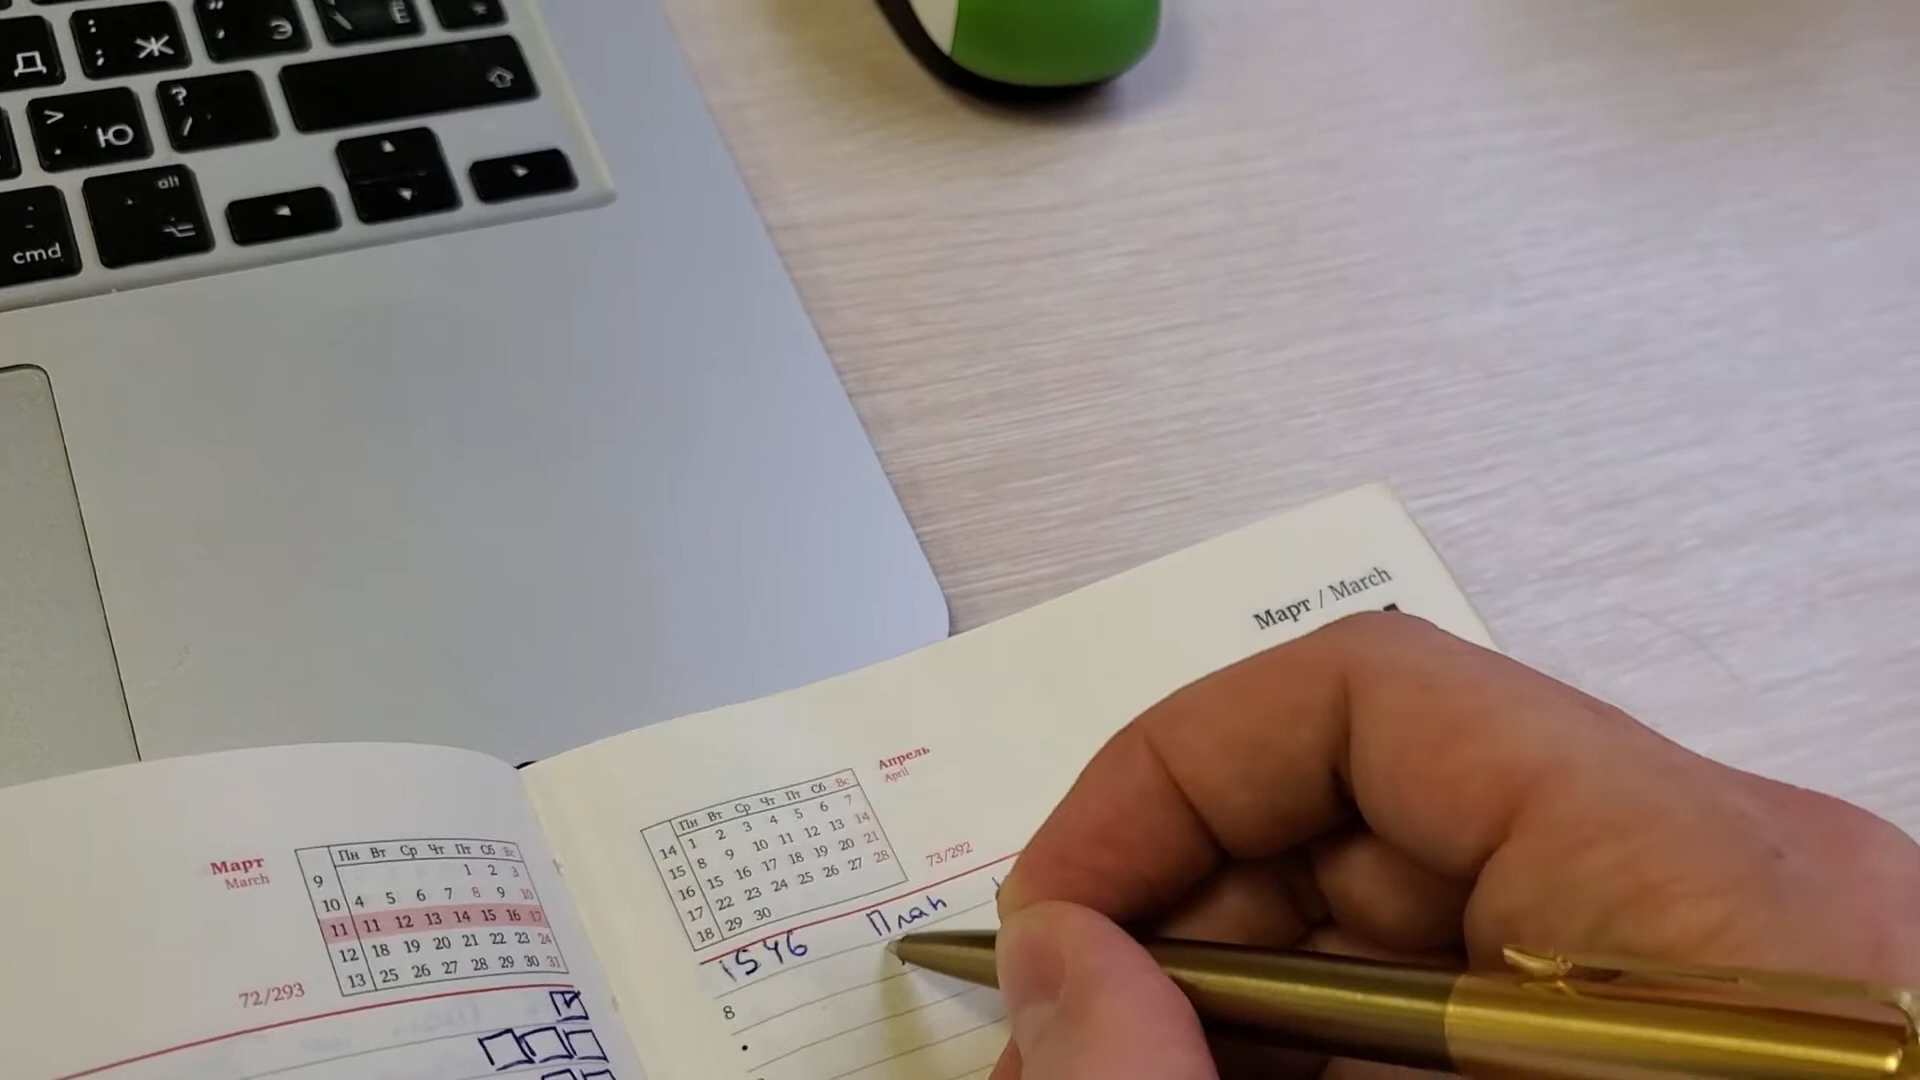 Д : ; Ж " ' Э \ / Ё
> . Ю ? /
cmd alt
Март / March
Март
March
Пн Вт Ср Чт Пт Сб Вс
9 1 2 3
10 4 5 6 7 8 9 10
11 11 12 13 14 15 16 17
12 18 19 20 21 22 23 24
13 25 26 27 28 29 30 31
72/293
Апрель
April
Пн Вт Ср Чт Пт Сб Вс
14 1 2 3 4 5 6 7
15 8 9 10 11 12 13 14
16 15 16 17 18 19 20 21
17 22 23 24 25 26 27 28
18 29 30
73/292
1546 План
8